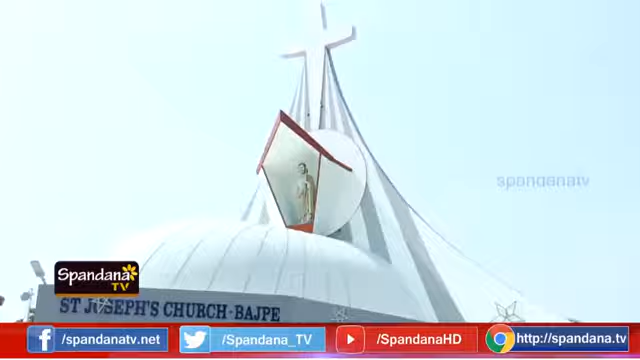 spandanatv
Spandana
TV
ST JOSEPH'S CHURCH-BAJPE
/spandanatv.net
/Spandana_TV
/SpandanaHD
http://spandana.tv